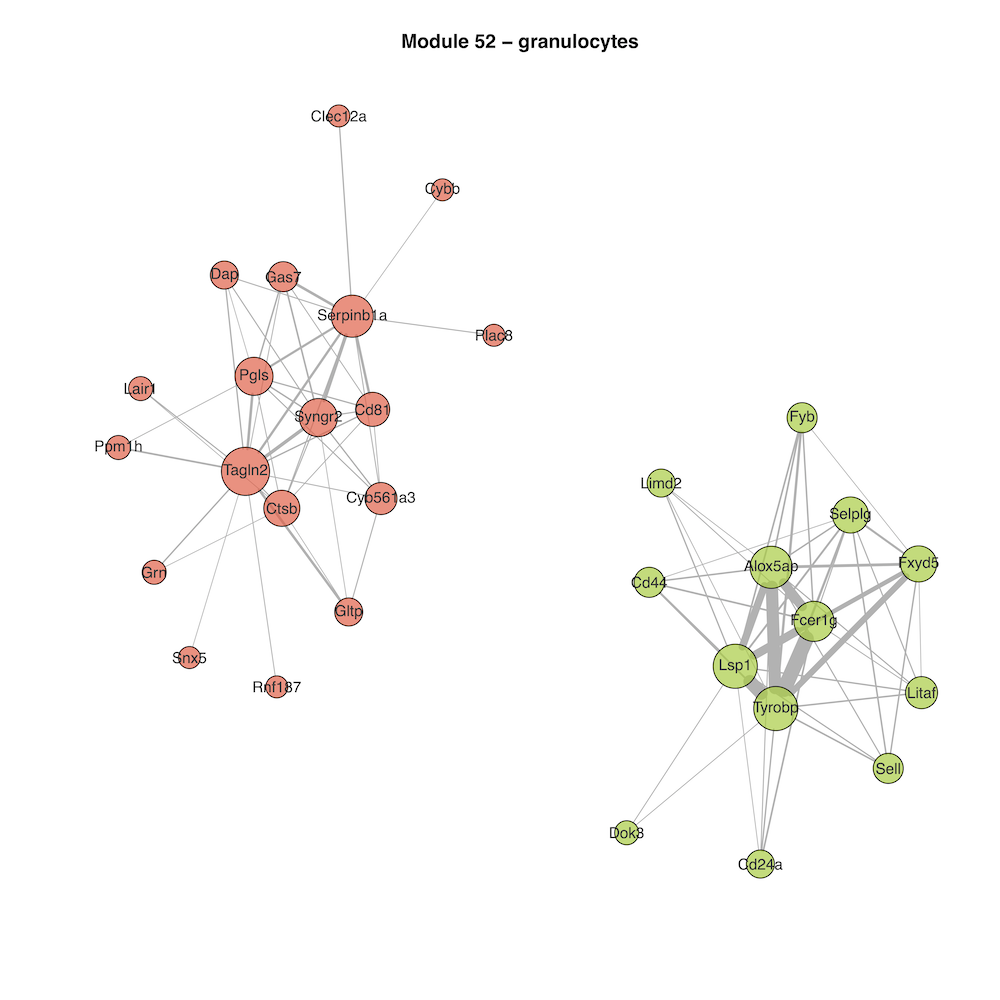 Module 52 – granulocytes
Clec12a
Cybb
Dap
Gas7
Serpinb1a
Plac8
Pgls
Lair1
Cd81
Syngr2
Ppm1h
Tagln2
Cyb561a3
Ctsb
Grn
Gltp
Snx5
Rnf187
Fyb
Limd2
Selplg
Alox5ap
Fxyd5
Cd44
Fcer1g
Lsp1
Litaf
Tyrobp
Sell
Dok3
Cd24a